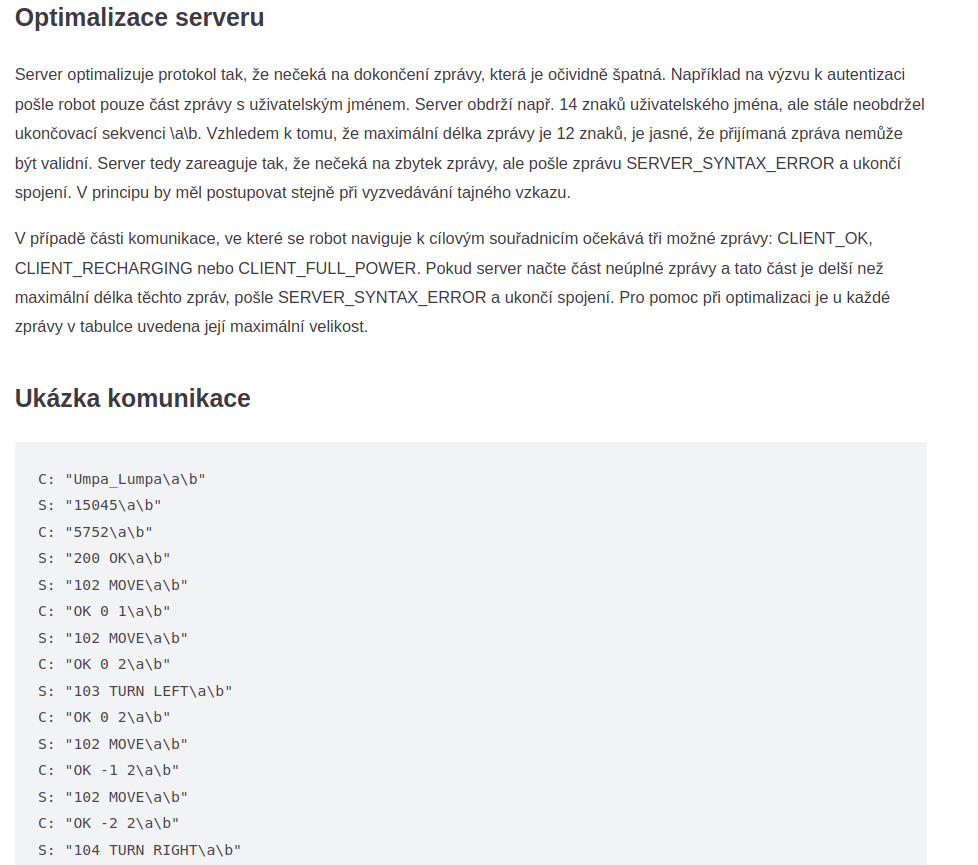 Optimalizace serveru
Server optimalizuje protokol tak, že nečeká na dokončení zprávy, která je očividně špatná. Například na výzvu k autentizaci
pošle robot pouze část zprávy s uživatelským jménem. Server obdrží např. 14 znaků uživatelského jména, ale stále neobdržel
ukončovací sekvenci \a\b. Vzhledem k tomu, že maximální délka zprávy je 12 znaků, je jasné, že přijímaná zpráva nemůže
být validní. Server tedy zareaguje tak, že nečeká na zbytek zprávy, ale pošle zprávu SERVER_SYNTAX_ERROR a ukončí
spojení. V principu by měl postupovat stejně při vyzvedávání tajného vzkazu.
V případě části komunikace, ve které se robot naviguje k cílovým souřadnicím očekává tři možné zprávy: CLIENT_OK,
CLIENT_RECHARGING nebo CLIENT_FULL_POWER. Pokud server načte část neúplné zprávy a tato část je delší než
maximální délka těchto zpráv, pošle SERVER_SYNTAX_ERROR a ukončí spojení. Pro pomoc při optimalizaci je u každé
zprávy v tabulce uvedena její maximální velikost.
Ukázka komunikace
C: "Umpa_Lumpa\a\b"
S: "15045\a\b"
C: "5752\a\b"
S: "200 OK\a\b"
S: "102 MOVE\a\b"
C: "OK 0 1\a\b"
S: "102 MOVE\a\b"
C: "OK 0 2\a\b"
S: "103 TURN LEFT\a\b"
C: "OK 0 2\a\b"
S: "102 MOVE\a\b"
C: "OK -1 2\a\b"
S: "102 MOVE\a\b"
C: "OK -2 2\a\b"
S: "104 TURN RIGHT\a\b"